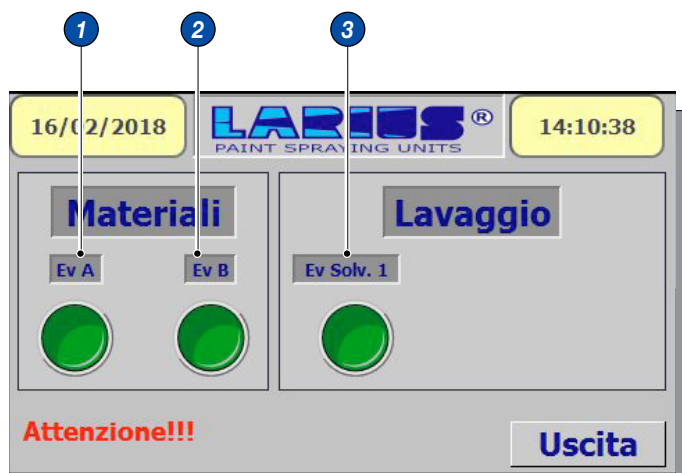 1 2 3
16/02/2018 LARIUS® 14:10:38
PAINT SPRAYING UNITS
Materiali Lavaggio
Ev A Ev B Ev Solv. 1
Attenzione!!!
Uscita